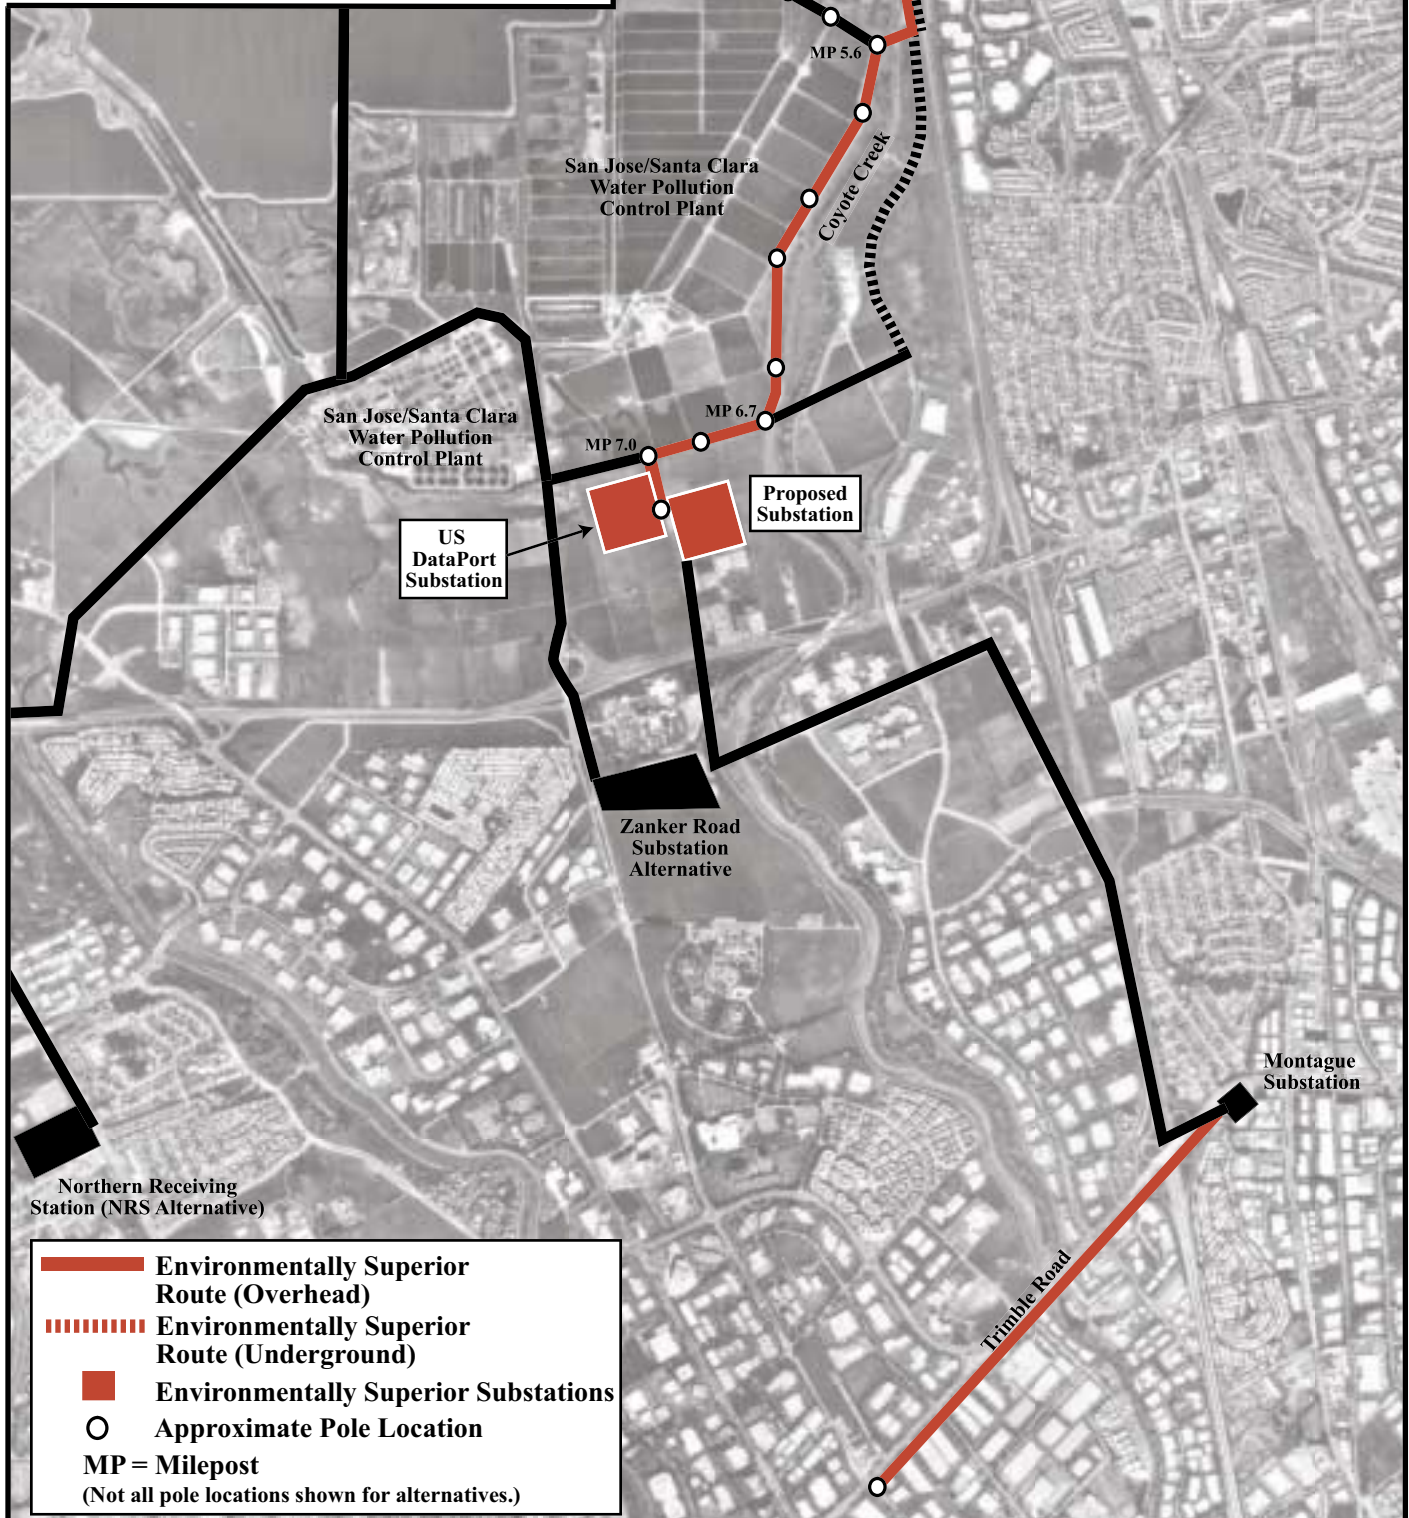 MP 5.6
San Jose/Santa Clara
Water Pollution
Control Plant
Coyote Creek
San Jose/Santa Clara
Water Pollution
Control Plant
MP 6.7
MP 7.0
Proposed
Substation
US
DataPort
Substation
Zanker Road
Substation
Alternative
Montague
Substation
Northern Receiving
Station (NRS Alternative)
Trimble Road
Environmentally Superior
Route (Overhead)
Environmentally Superior
Route (Underground)
Environmentally Superior Substations
Approximate Pole Location
MP = Milepost
(Not all pole locations shown for alternatives.)